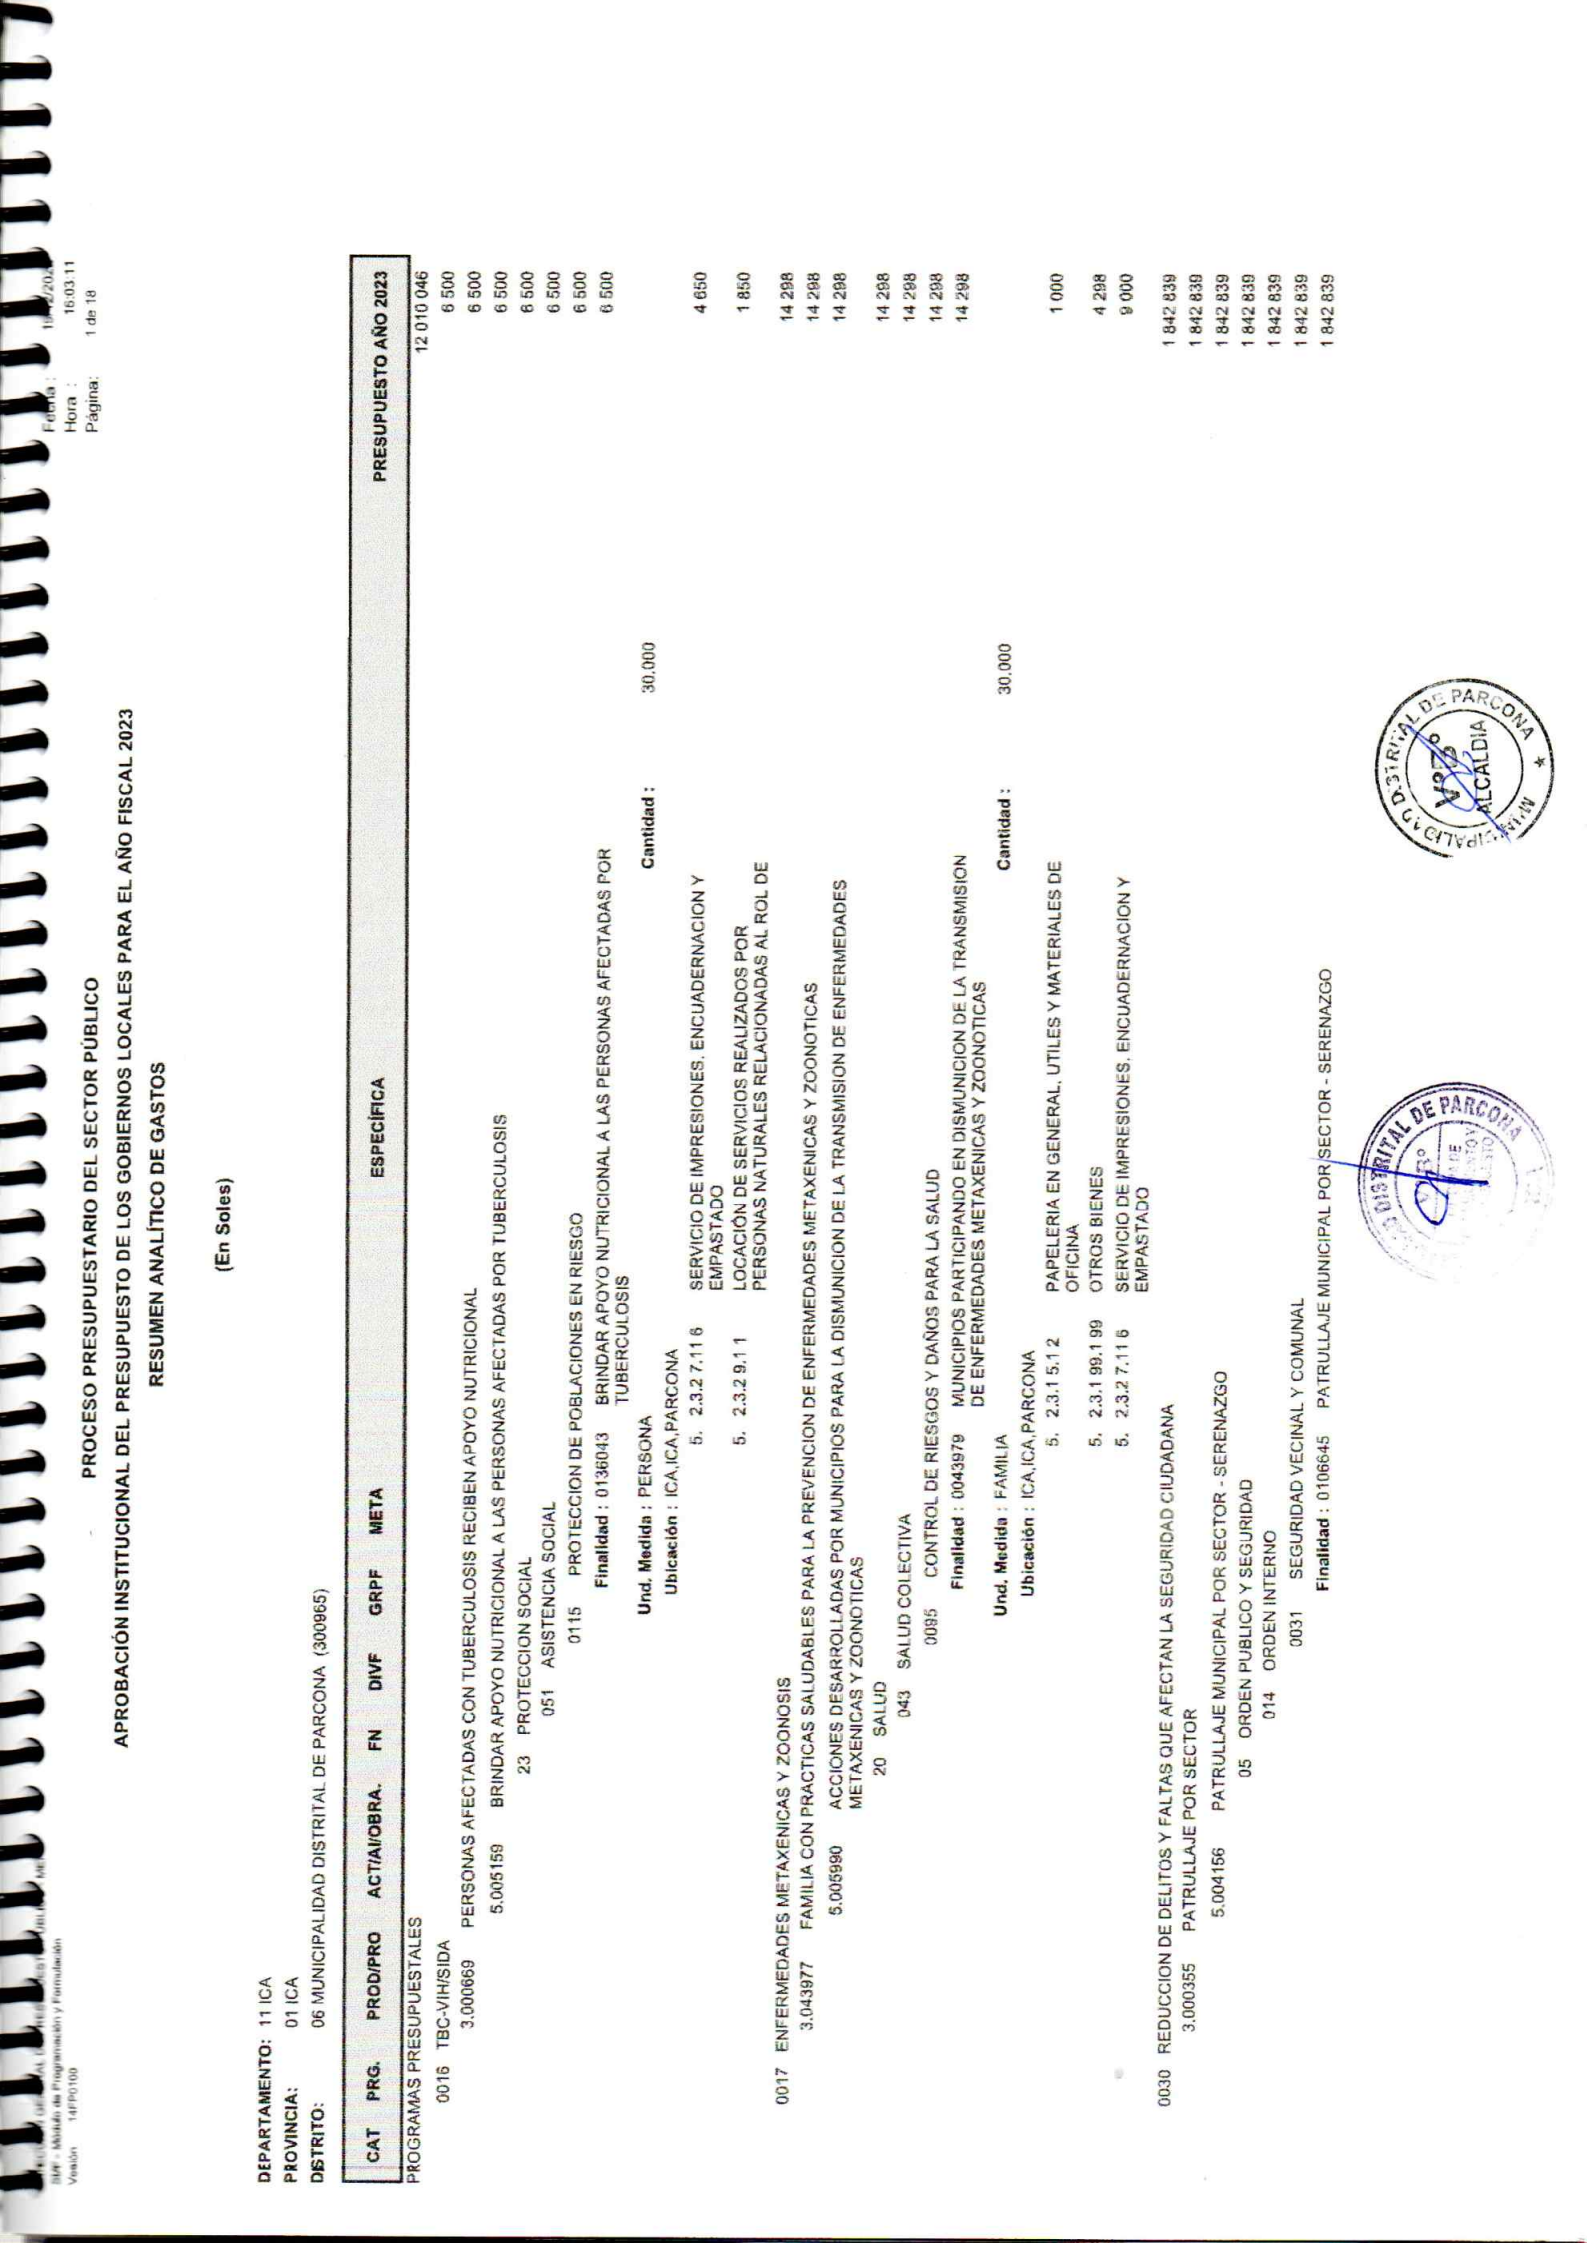 SIAF - Módulo de Programación y Formulación
Versión 14FP0100
Hora : 16:03:11
Página: 1 de 18
PROCESO PRESUPUESTARIO DEL SECTOR PÚBLICO
APROBACIÓN INSTITUCIONAL DEL PRESUPUESTO DE LOS GOBIERNOS LOCALES PARA EL AÑO FISCAL 2023
RESUMEN ANALÍTICO DE GASTOS
(En Soles)
DEPARTAMENTO: 11 ICA
PROVINCIA: 01 ICA
DISTRITO: 06 MUNICIPALIDAD DISTRITAL DE PARCONA (300965)
CAT PRG. PROD/PRO ACT/AI/OBRA. FN DIVF GRPF META ESPECÍFICA PRESUPUESTO AÑO 2023
PROGRAMAS PRESUPUESTALES 12 010 046
0016 TBC-VIH/SIDA 6 500
3.000669 PERSONAS AFECTADAS CON TUBERCULOSIS RECIBEN APOYO NUTRICIONAL 6 500
5.005159 BRINDAR APOYO NUTRICIONAL A LAS PERSONAS AFECTADAS POR TUBERCULOSIS 6 500
23 PROTECCION SOCIAL 6 500
051 ASISTENCIA SOCIAL 6 500
0115 PROTECCION DE POBLACIONES EN RIESGO 6 500
Finalidad : 0136043 BRINDAR APOYO NUTRICIONAL A LAS PERSONAS AFECTADAS POR 6 500
TUBERCULOSIS
Und. Medida : PERSONA Cantidad : 30.000
Ubicación : ICA,ICA,PARCONA
5. 2.3.2 7.11 6 SERVICIO DE IMPRESIONES, ENCUADERNACION Y 4 650
EMPASTADO
5. 2.3.2 9.1 1 LOCACIÓN DE SERVICIOS REALIZADOS POR 1 850
PERSONAS NATURALES RELACIONADAS AL ROL DE
0017 ENFERMEDADES METAXENICAS Y ZOONOSIS 14 298
3.043977 FAMILIA CON PRACTICAS SALUDABLES PARA LA PREVENCION DE ENFERMEDADES METAXENICAS Y ZOONOTICAS 14 298
5.005990 ACCIONES DESARROLLADAS POR MUNICIPIOS PARA LA DISMUNICION DE LA TRANSMISION DE ENFERMEDADES 14 298
METAXENICAS Y ZOONOTICAS
20 SALUD 14 298
043 SALUD COLECTIVA 14 298
0095 CONTROL DE RIESGOS Y DAÑOS PARA LA SALUD 14 298
Finalidad : 0043979 MUNICIPIOS PARTICIPANDO EN DISMUNICION DE LA TRANSMISION 14 298
DE ENFERMEDADES METAXENICAS Y ZOONOTICAS
Und. Medida : FAMILIA Cantidad : 30.000
Ubicación : ICA,ICA,PARCONA
5. 2.3.1 5.1 2 PAPELERIA EN GENERAL, UTILES Y MATERIALES DE 1 000
OFICINA
5. 2.3.1 99.1 99 OTROS BIENES 4 298
5. 2.3.2 7.11 6 SERVICIO DE IMPRESIONES, ENCUADERNACION Y 9 000
EMPASTADO
0030 REDUCCION DE DELITOS Y FALTAS QUE AFECTAN LA SEGURIDAD CIUDADANA 1 842 839
3.000355 PATRULLAJE POR SECTOR 1 842 839
5.004156 PATRULLAJE MUNICIPAL POR SECTOR - SERENAZGO 1 842 839
05 ORDEN PUBLICO Y SEGURIDAD 1 842 839
014 ORDEN INTERNO 1 842 839
0031 SEGURIDAD VECINAL Y COMUNAL 1 842 839
Finalidad : 0106645 PATRULLAJE MUNICIPAL POR SECTOR - SERENAZGO 1 842 839
DISTRITAL DE PARCONA
VºBº
MUNICIPALIDAD DISTRITAL DE PARCONA
VºBº
ALCALDIA